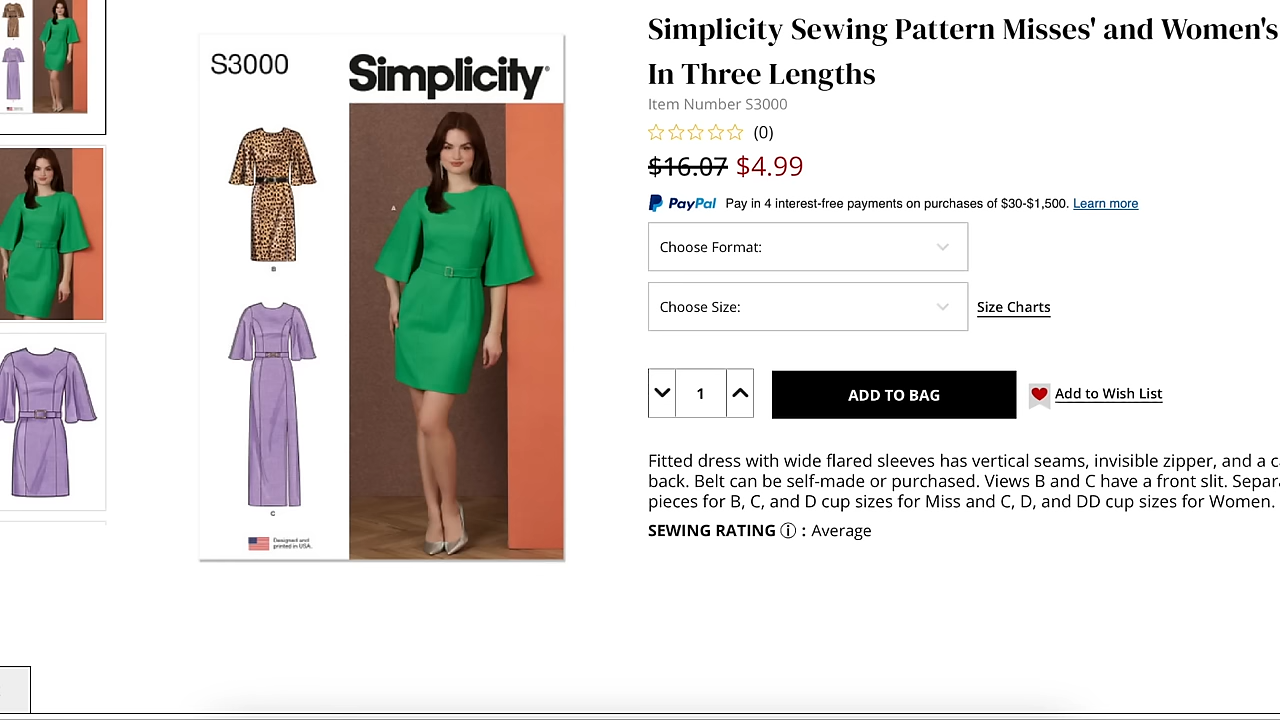 S3000
Simplicity®
A
B
C
Designed and
printed in USA.
Simplicity Sewing Pattern Misses' and Women's
In Three Lengths
Item Number S3000
(0)
$16.07 $4.99
PayPal Pay in 4 interest-free payments on purchases of $30-$1,500. Learn more
Choose Format:
Choose Size: Size Charts
1 ADD TO BAG Add to Wish List
Fitted dress with wide flared sleeves has vertical seams, invisible zipper, and a
back. Belt can be self-made or purchased. Views B and C have a front slit.
pieces for B, C, and D cup sizes for Miss and C, D, and DD cup sizes for Women.
SEWING RATING ⓘ : Average